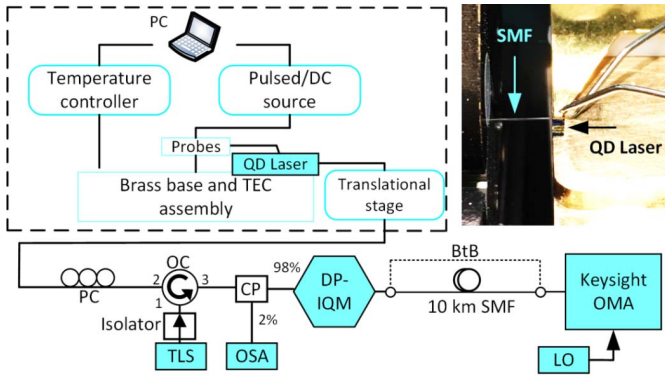 PC
Temperature
controller
Pulsed/DC
source
Probes
QD Laser
Brass base and TEC
assembly
Translational
stage
SMF
QD Laser
PC
OC
2
3
1
Isolator
TLS
CP
98%
2%
OSA
DP-
IQM
BtB
10 km SMF
Keysight
OMA
LO